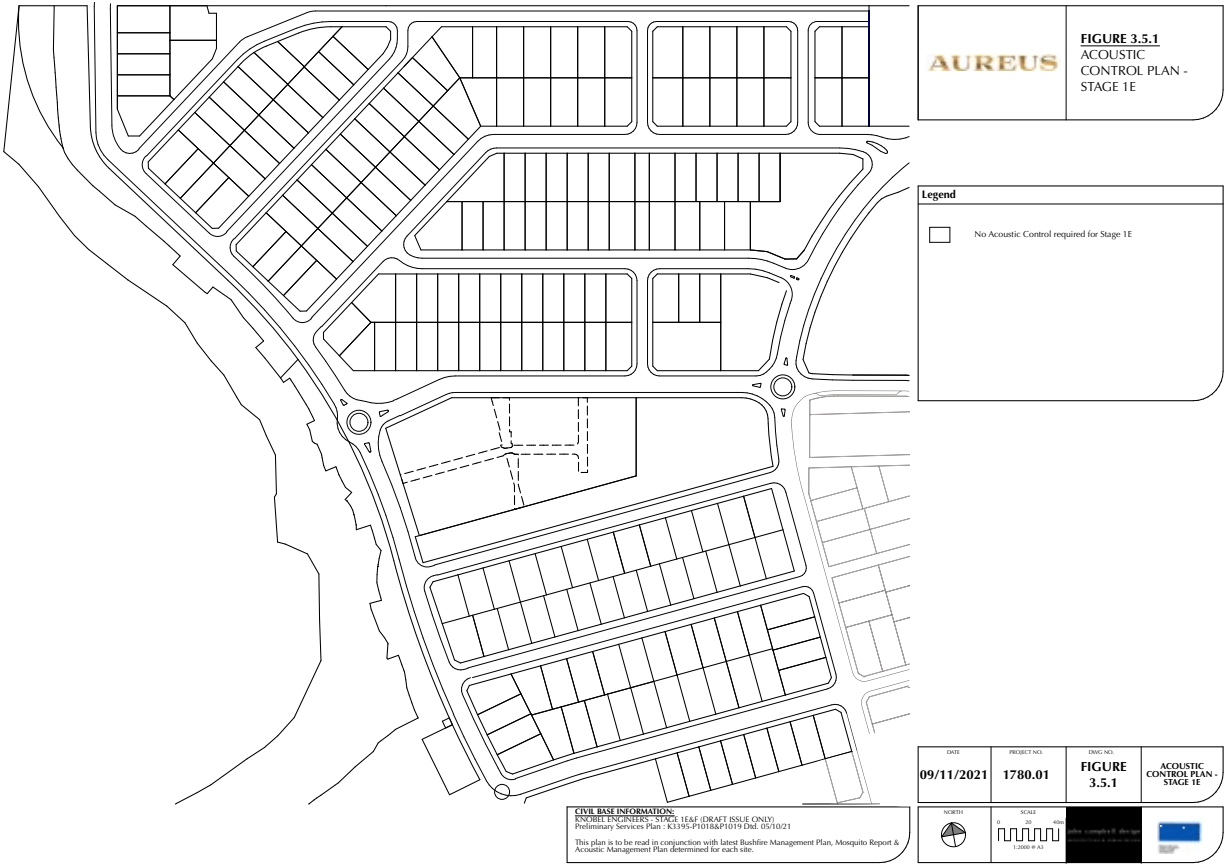 AUREUS
FIGURE 3.5.1
ACOUSTIC
CONTROL PLAN -
STAGE 1E
Legend
No Acoustic Control required for Stage 1E
DATE
09/11/2021
PROJECT NO.
1780.01
DWG NO.
FIGURE
3.5.1
ACOUSTIC
CONTROL PLAN -
STAGE 1E
CIVIL BASE INFORMATION:
KNOBEL ENGINEERS - STAGE 1E&F (DRAFT ISSUE ONLY)
Preliminary Services Plan : K3395-P1018&P1019 Dtd. 05/10/21
This plan is to be read in conjunction with latest Bushfire Management Plan, Mosquito Report &
Acoustic Management Plan determined for each site.
NORTH
SCALE
0 20 40m
1:2000 @ A3
campbell design